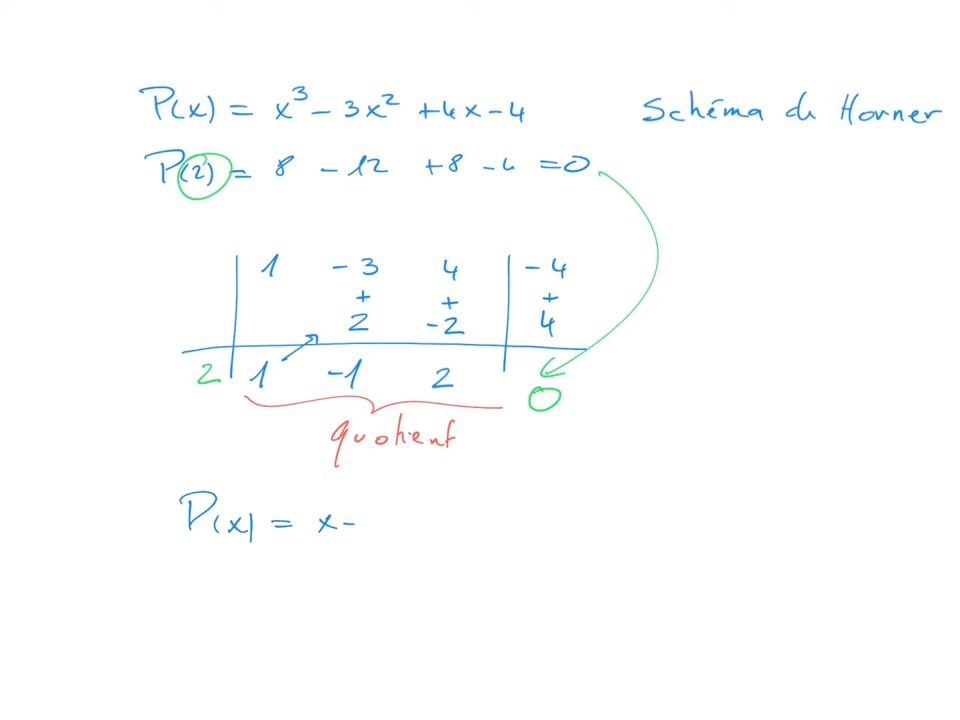 P(x) = x³ - 3x² + 4x - 4
Schéma de Horner
P(2) = 8 - 12 + 8 - 4 = 0
1 -3 4 -4
+ + +
2 -2 4
2 1 -1 2 0
quotient
P(x) = x -